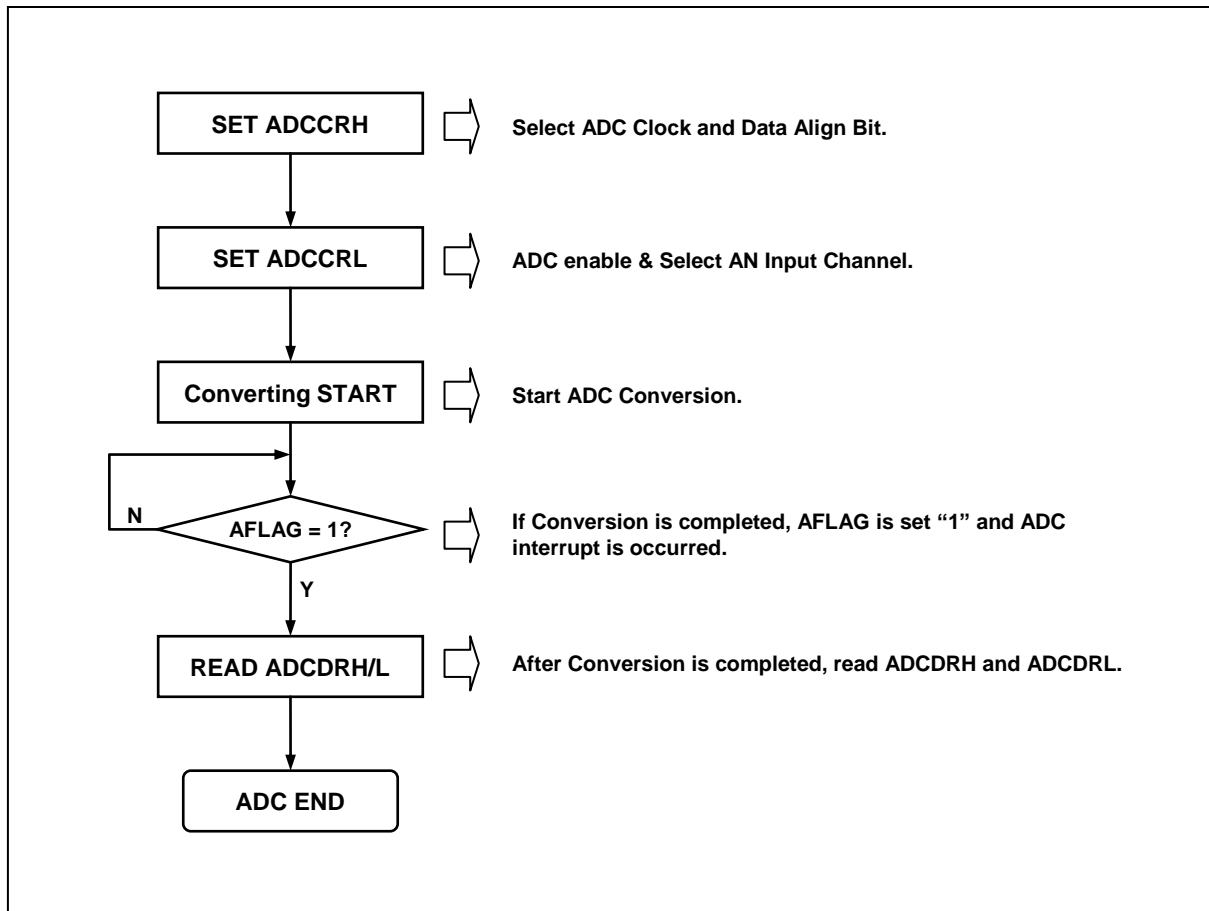 SET ADCCRH
Select ADC Clock and Data Align Bit.
SET ADCCRL
ADC enable & Select AN Input Channel.
Converting START
Start ADC Conversion.
N
AFLAG = 1?
If Conversion is completed, AFLAG is set “1” and ADC
interrupt is occurred.
Y
READ ADCDRH/L
After Conversion is completed, read ADCDRH and ADCDRL.
ADC END